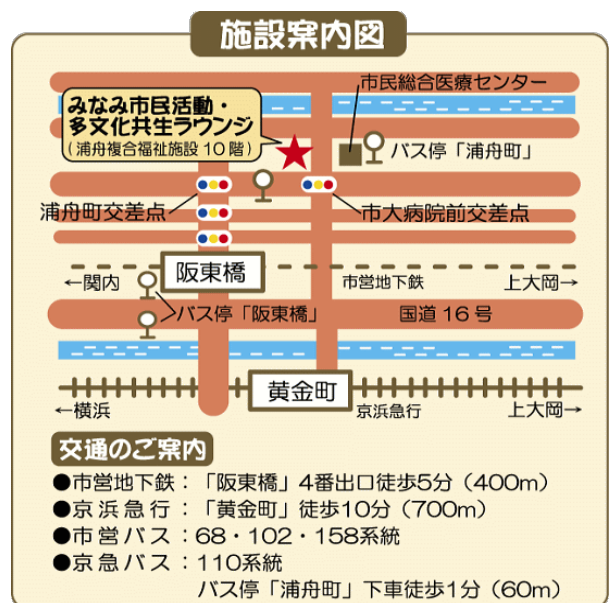 施設案内図
市民総合医療センター
みなみ市民活動・
多文化共生ラウンジ
(浦舟複合福祉施設10階)
バス停「浦舟町」
浦舟町交差点
市大病院前交差点
阪東橋
←関内
市営地下鉄
上大岡→
バス停「阪東橋」
国道16号
黄金町
←横浜
京浜急行
上大岡→
交通のご案内
●市営地下鉄：「阪東橋」4番出口徒歩5分（400m）
●京浜急行：「黄金町」徒歩10分（700m）
●市営バス：68・102・158系統
●京急バス：110系統
バス停「浦舟町」下車徒歩1分（60m）